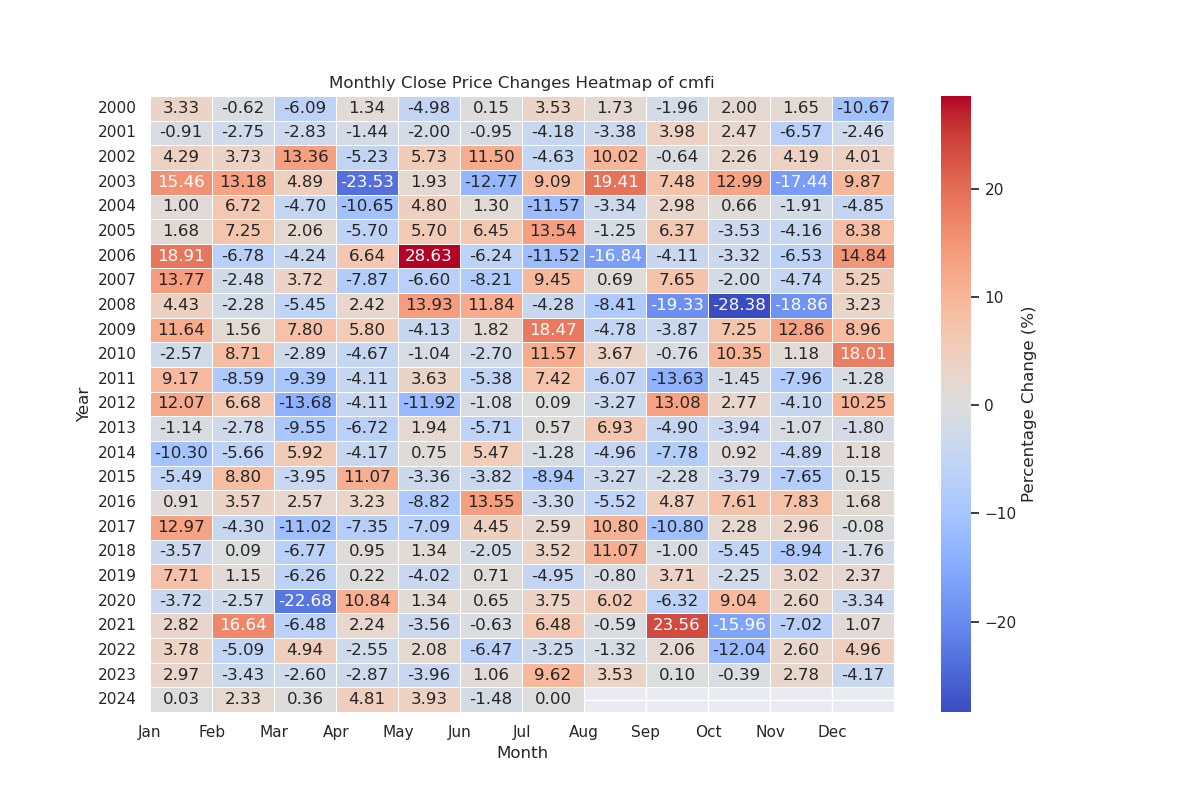 Monthly Close Price Changes Heatmap of cmfi
2000 3.33 -0.62 -6.09 1.34 -4.98 0.15 3.53 1.73 -1.96 2.00 1.65 -10.67
2001 -0.91 -2.75 -2.83 -1.44 -2.00 -0.95 -4.18 -3.38 3.98 2.47 -6.57 -2.46
2002 4.29 3.73 13.36 -5.23 5.73 11.50 -4.63 10.02 -0.64 2.26 4.19 4.01
2003 15.46 13.18 4.89 -23.53 1.93 -12.77 9.09 19.41 7.48 12.99 -17.44 9.87
2004 1.00 6.72 -4.70 -10.65 4.80 1.30 -11.57 -3.34 2.98 0.66 -1.91 -4.85
2005 1.68 7.25 2.06 -5.70 5.70 6.45 13.54 -1.25 6.37 -3.53 -4.16 8.38
2006 18.91 -6.78 -4.24 6.64 28.63 -6.24 -11.52 -16.84 -4.11 -3.32 -6.53 14.84
2007 13.77 -2.48 3.72 -7.87 -6.60 -8.21 9.45 0.69 7.65 -2.00 -4.74 5.25
2008 4.43 -2.28 -5.45 2.42 13.93 11.84 -4.28 -8.41 -19.33 -28.38 -18.86 3.23
2009 11.64 1.56 7.80 5.80 -4.13 1.82 18.47 -4.78 -3.87 7.25 12.86 8.96
2010 -2.57 8.71 -2.89 -4.67 -1.04 -2.70 11.57 3.67 -0.76 10.35 1.18 18.01
2011 9.17 -8.59 -9.39 -4.11 3.63 -5.38 7.42 -6.07 -13.63 -1.45 -7.96 -1.28
2012 12.07 6.68 -13.68 -4.11 -11.92 -1.08 0.09 -3.27 13.08 2.77 -4.10 10.25
2013 -1.14 -2.78 -9.55 -6.72 1.94 -5.71 0.57 6.93 -4.90 -3.94 -1.07 -1.80
2014 -10.30 -5.66 5.92 -4.17 0.75 5.47 -1.28 -4.96 -7.78 0.92 -4.89 1.18
2015 -5.49 8.80 -3.95 11.07 -3.36 -3.82 -8.94 -3.27 -2.28 -3.79 -7.65 0.15
2016 0.91 3.57 2.57 3.23 -8.82 13.55 -3.30 -5.52 4.87 7.61 7.83 1.68
2017 12.97 -4.30 -11.02 -7.35 -7.09 4.45 2.59 10.80 -10.80 2.28 2.96 -0.08
2018 -3.57 0.09 -6.77 0.95 1.34 -2.05 3.52 11.07 -1.00 -5.45 -8.94 -1.76
2019 7.71 1.15 -6.26 0.22 -4.02 0.71 -4.95 -0.80 3.71 -2.25 3.02 2.37
2020 -3.72 -2.57 -22.68 10.84 1.34 0.65 3.75 6.02 -6.32 9.04 2.60 -3.34
2021 2.82 16.64 -6.48 2.24 -3.56 -0.63 6.48 -0.59 23.56 -15.96 -7.02 1.07
2022 3.78 -5.09 4.94 -2.55 2.08 -6.47 -3.25 -1.32 2.06 -12.04 2.60 4.96
2023 2.97 -3.43 -2.60 -2.87 -3.96 1.06 9.62 3.53 0.10 -0.39 2.78 -4.17
2024 0.03 2.33 0.36 4.81 3.93 -1.48 0.00
Jan Feb Mar Apr May Jun Jul Aug Sep Oct Nov Dec
Month
Year
20
10
0
−10
−20
Percentage Change (%)